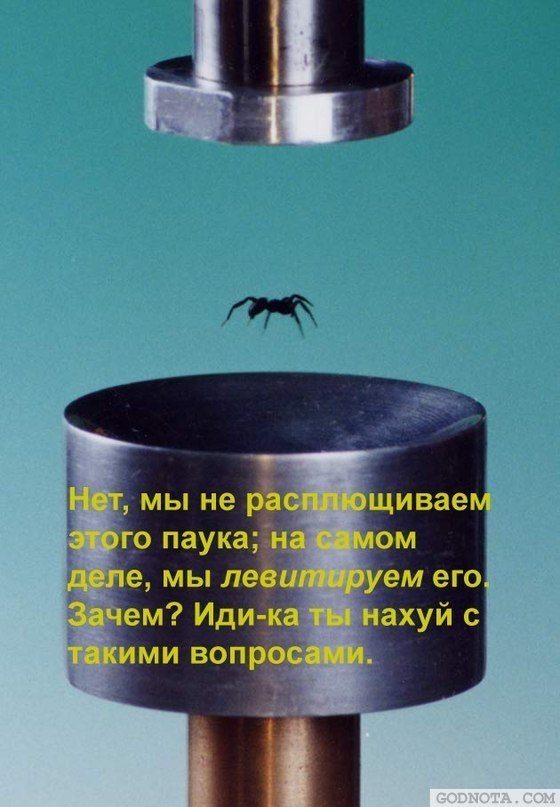 Нет, мы не расплющиваем
этого паука; на самом
деле, мы левитируем его.
Зачем? Иди-ка ты нахуй с
такими вопросами.
GODNOTA.COM